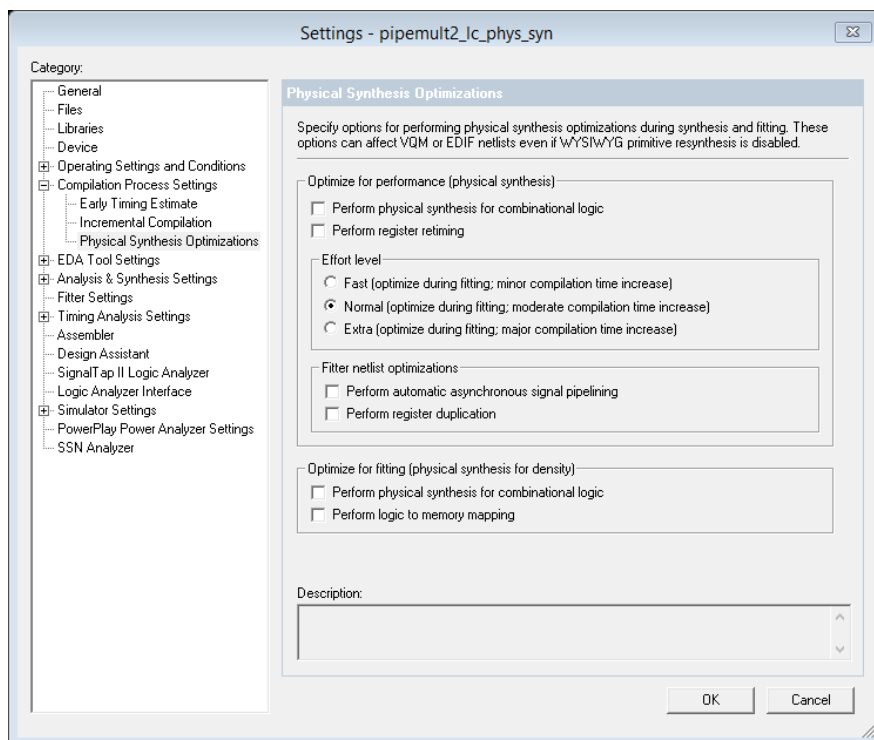 Settings - pipemult2_lc_phys_syn
Category:
General
Files
Libraries
Device
Operating Settings and Conditions
Compilation Process Settings
Early Timing Estimate
Incremental Compilation
Physical Synthesis Optimizations
EDA Tool Settings
Analysis & Synthesis Settings
Fitter Settings
Timing Analysis Settings
Assembler
Design Assistant
SignalTap II Logic Analyzer
Logic Analyzer Interface
Simulator Settings
PowerPlay Power Analyzer Settings
SSN Analyzer
Physical Synthesis Optimizations
Specify options for performing physical synthesis optimizations during synthesis and fitting. These
options can affect VQM or EDIF netlists even if WYSIWYG primitive resynthesis is disabled.
Optimize for performance (physical synthesis)
Perform physical synthesis for combinational logic
Perform register retiming
Effort level
Fast (optimize during fitting; minor compilation time increase)
Normal (optimize during fitting; moderate compilation time increase)
Extra (optimize during fitting; major compilation time increase)
Fitter netlist optimizations
Perform automatic asynchronous signal pipelining
Perform register duplication
Optimize for fitting (physical synthesis for density)
Perform physical synthesis for combinational logic
Perform logic to memory mapping
Description:
OK
Cancel